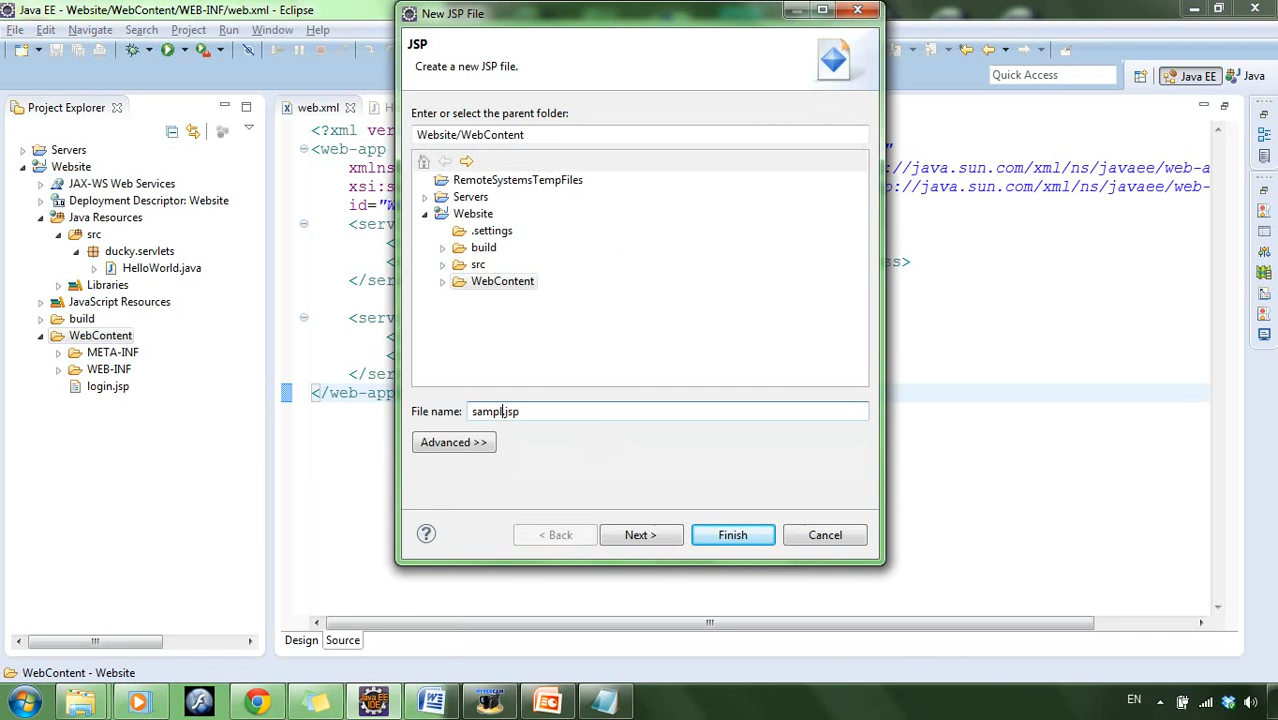 Java EE - Website/WebContent/WEB-INF/web.xml - Eclipse
File Edit Navigate Search Project Run Window Help
Quick Access
Java EE
Java
Project Explorer
Servers
Website
JAX-WS Web Services
Deployment Descriptor: Website
Java Resources
src
ducky.servlets
HelloWorld.java
Libraries
JavaScript Resources
build
WebContent
META-INF
WEB-INF
login.jsp
web.xml
<?xml ver
<web-app
xmlns
://java.sun.com/xml/ns/javaee/web-a
xsi:s
p://java.sun.com/xml/ns/javaee/web-
id="W
<serv
ss>
</ser
<serv
</ser
</web-app
Design Source
New JSP File
JSP
Create a new JSP file.
Enter or select the parent folder:
Website/WebContent
RemoteSystemsTempFiles
Servers
Website
.settings
build
src
WebContent
File name: sampl.jsp
Advanced >>
< Back Next > Finish Cancel
WebContent - Website
EN